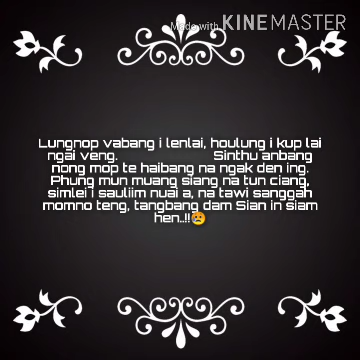 Made with KINEMASTER
Lungnop vabang i lenlai, houlung i kup lai
ngai veng. Sinthu anbang
nong mop te haibang na ngak den ing.
Phung mun muang siang na tun ciang,
simlei i sauliim nuai a, na tawi sanggah
momno teng, tangbang dam Sian in siam
hen..!!😥